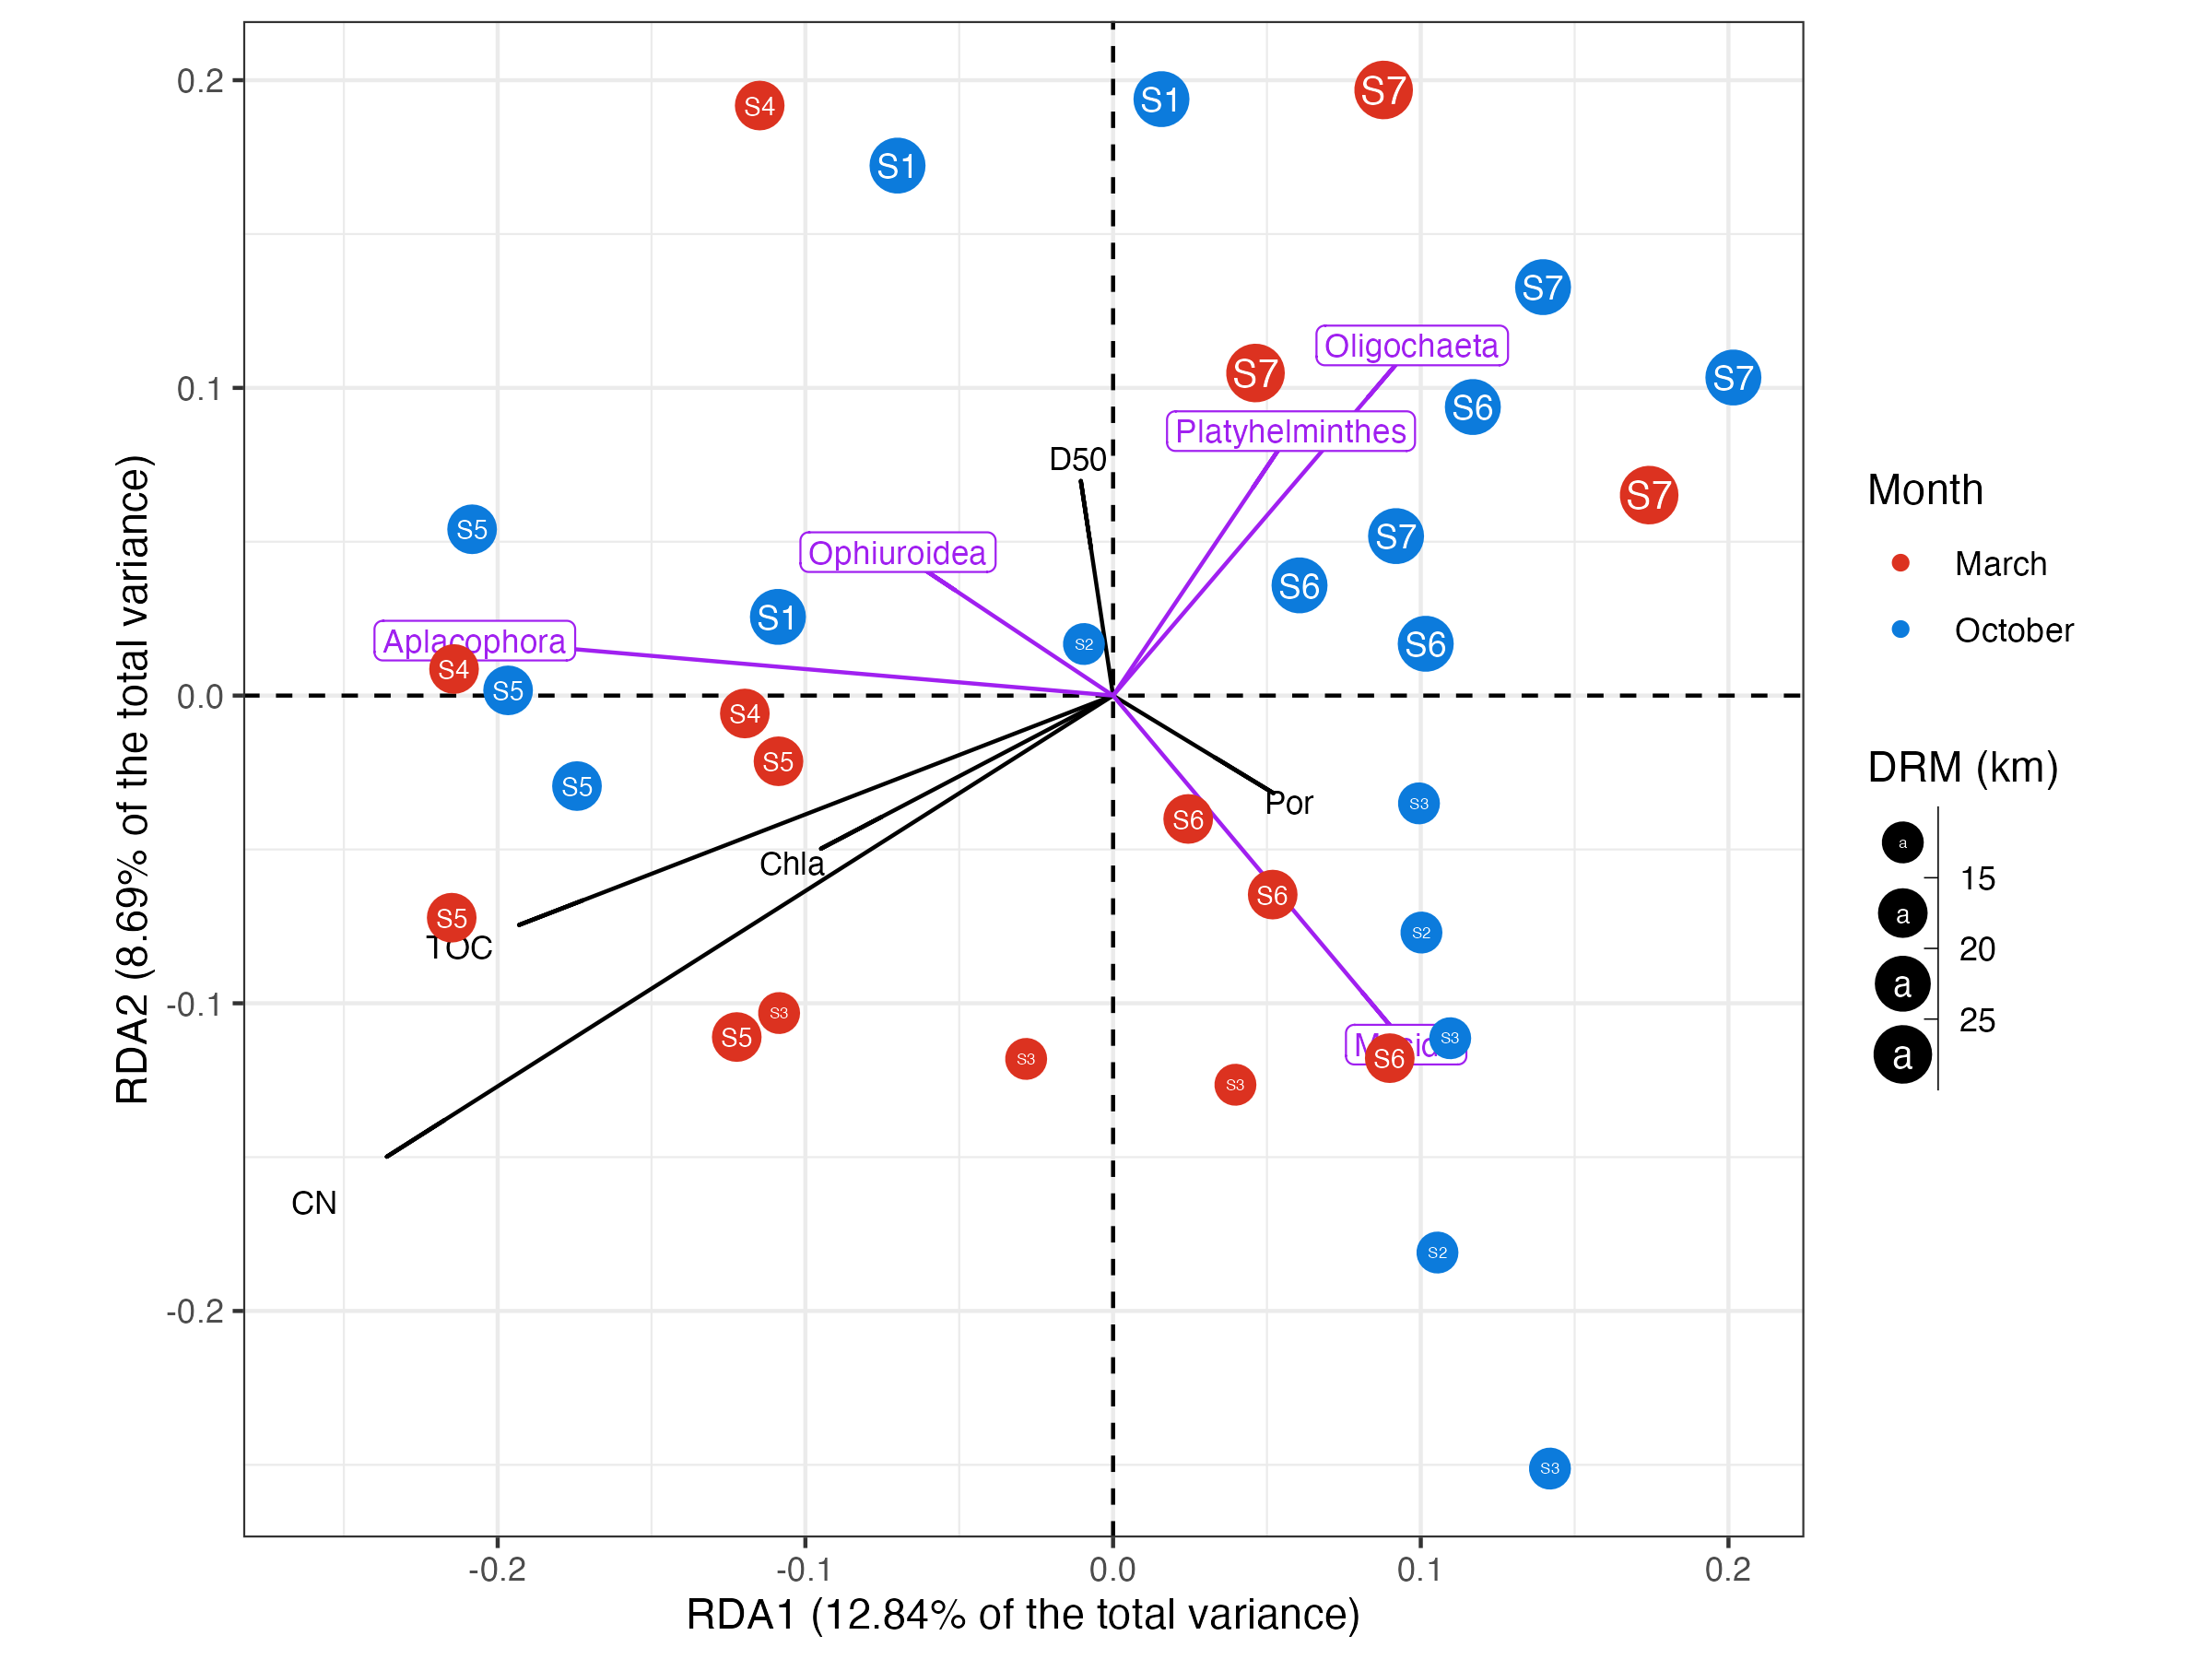 RDA2 (8.69% of the total variance)
0.2
0.1
0.0
-0.1
-0.2
S4
S1
S7
S1
S7
Oligochaeta
S7
S7
S6
Platyhelminthes
D50
S7
S5
Ophiuroidea
S7
S6
S1
Aplacophora
S2
S6
S4
S5
S4
S5
S5
Por
S3
S6
Chla
S6
S5
TOC
S2
S3
S5
S3
S3
S6
S3
CN
S2
S3
-0.2
-0.1
0.0
0.1
0.2
RDA1 (12.84% of the total variance)
Month
March
October
DRM (km)
a
15
a
20
a
25
a